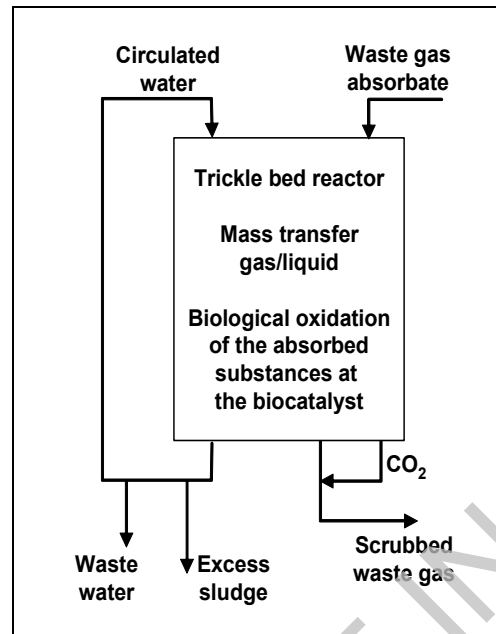 Circulated
water
Waste gas
absorbate
Trickle bed reactor
Mass transfer
gas/liquid
Biological oxidation
of the absorbed
substances at
the biocatalyst
CO₂
Waste
water
Excess
sludge
Scrubbed
waste gas